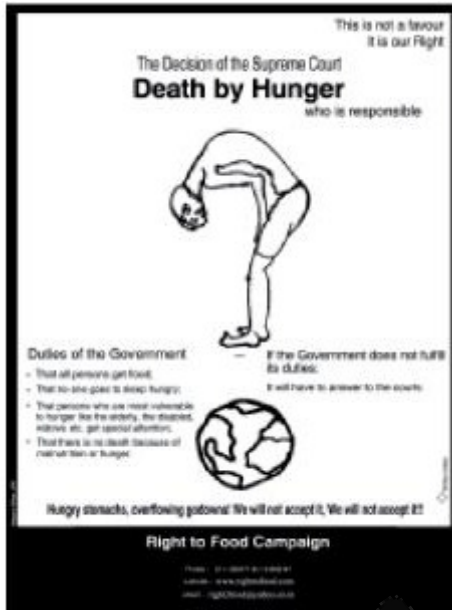 This is not a favour
It is our Right
The Decision of the Supreme Court
Death by Hunger
who is responsible
Duties of the Government
- That all persons get food;
- That no one goes to sleep hungry;
* That persons who are most vulnerable
to hunger like the elderly, the disabled,
widows etc. get special attention;
* That there is no death because of
malnutrition or hunger.
If the Government does not fulfil
its duties:
It will have to answer to the courts
Hungry stomachs, overflowing godowns! We will not accept it, We will not accept it!!
Right to Food Campaign
www.righttofood.com